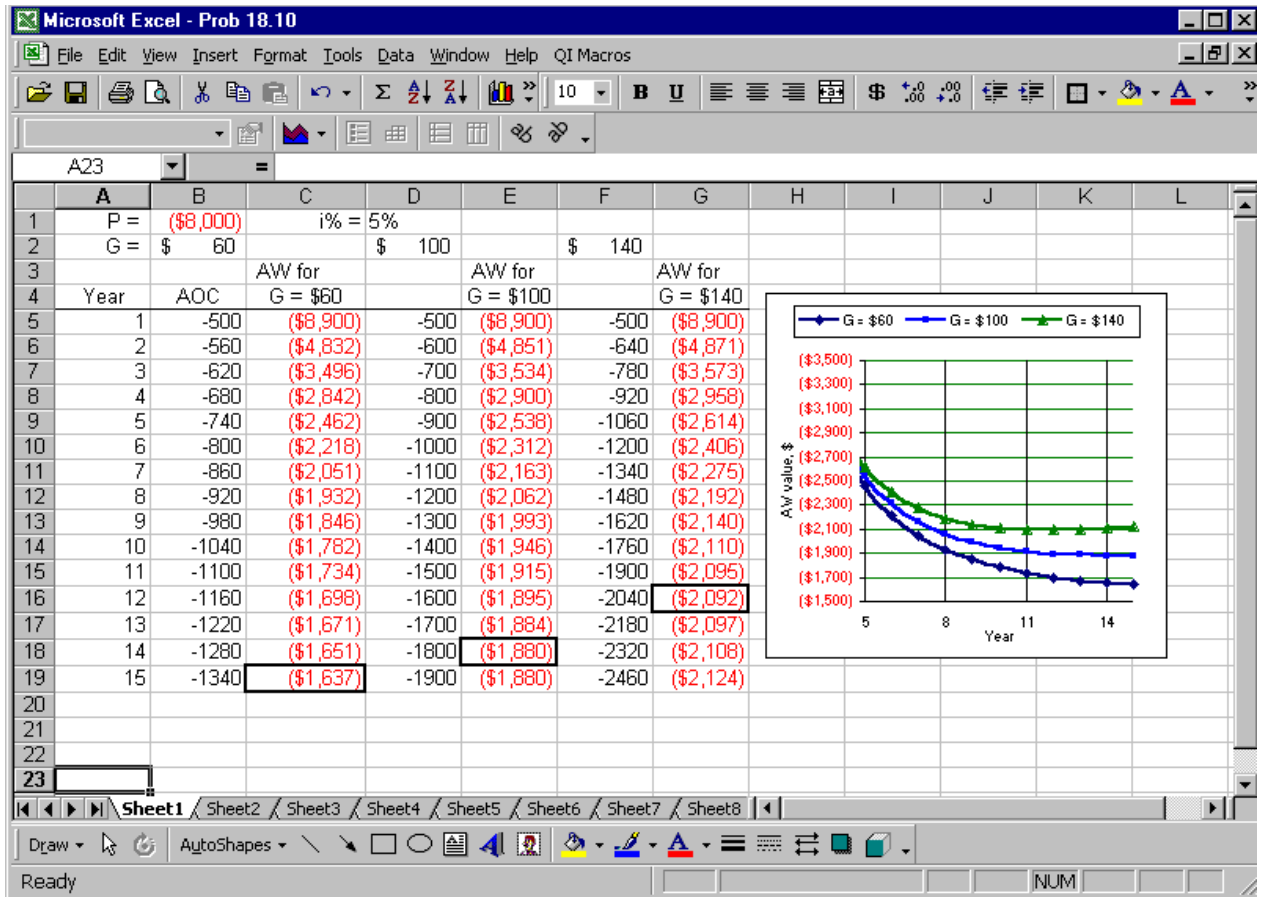 Microsoft Excel - Prob 18.10
File Edit View Insert Format Tools Data Window Help QI Macros
10 B U $
A23 =
A B C D E F G H I J K L
1 P = ($8,000) i% = 5%
2 G = $ 60 $ 100 $ 140
3 AW for AW for AW for
4 Year AOC G = $60 G = $100 G = $140
5 1 -500 ($8,900) -500 ($8,900) -500 ($8,900)
6 2 -560 ($4,832) -600 ($4,851) -640 ($4,871)
7 3 -620 ($3,496) -700 ($3,534) -780 ($3,573)
8 4 -680 ($2,842) -800 ($2,900) -920 ($2,958)
9 5 -740 ($2,462) -900 ($2,538) -1060 ($2,614)
10 6 -800 ($2,218) -1000 ($2,312) -1200 ($2,406)
11 7 -860 ($2,051) -1100 ($2,163) -1340 ($2,275)
12 8 -920 ($1,932) -1200 ($2,062) -1480 ($2,192)
13 9 -980 ($1,846) -1300 ($1,993) -1620 ($2,140)
14 10 -1040 ($1,782) -1400 ($1,946) -1760 ($2,110)
15 11 -1100 ($1,734) -1500 ($1,915) -1900 ($2,095)
16 12 -1160 ($1,698) -1600 ($1,895) -2040 ($2,092)
17 13 -1220 ($1,671) -1700 ($1,884) -2180 ($2,097)
18 14 -1280 ($1,651) -1800 ($1,880) -2320 ($2,108)
19 15 -1340 ($1,637) -1900 ($1,880) -2460 ($2,124)
20
21
22
23
G = $60 G = $100 G = $140
($3,500)
($3,300)
($3,100)
($2,900)
($2,700)
($2,500)
($2,300)
($2,100)
($1,900)
($1,700)
($1,500)
AW value, $
5 8 11 14
Year
Sheet1 Sheet2 Sheet3 Sheet4 Sheet5 Sheet6 Sheet7 Sheet8
Draw AutoShapes
Ready NUM